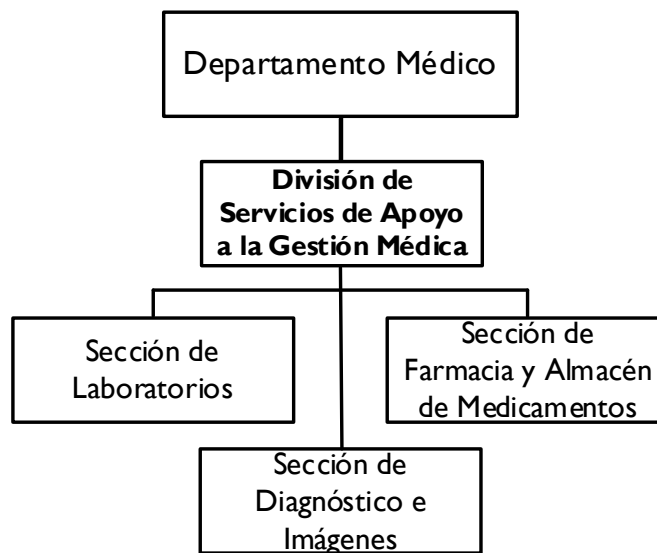 Departamento Médico
División de
Servicios de Apoyo
a la Gestión Médica
Sección de
Laboratorios
Sección de
Farmacia y Almacén
de Medicamentos
Sección de
Diagnóstico e
Imágenes